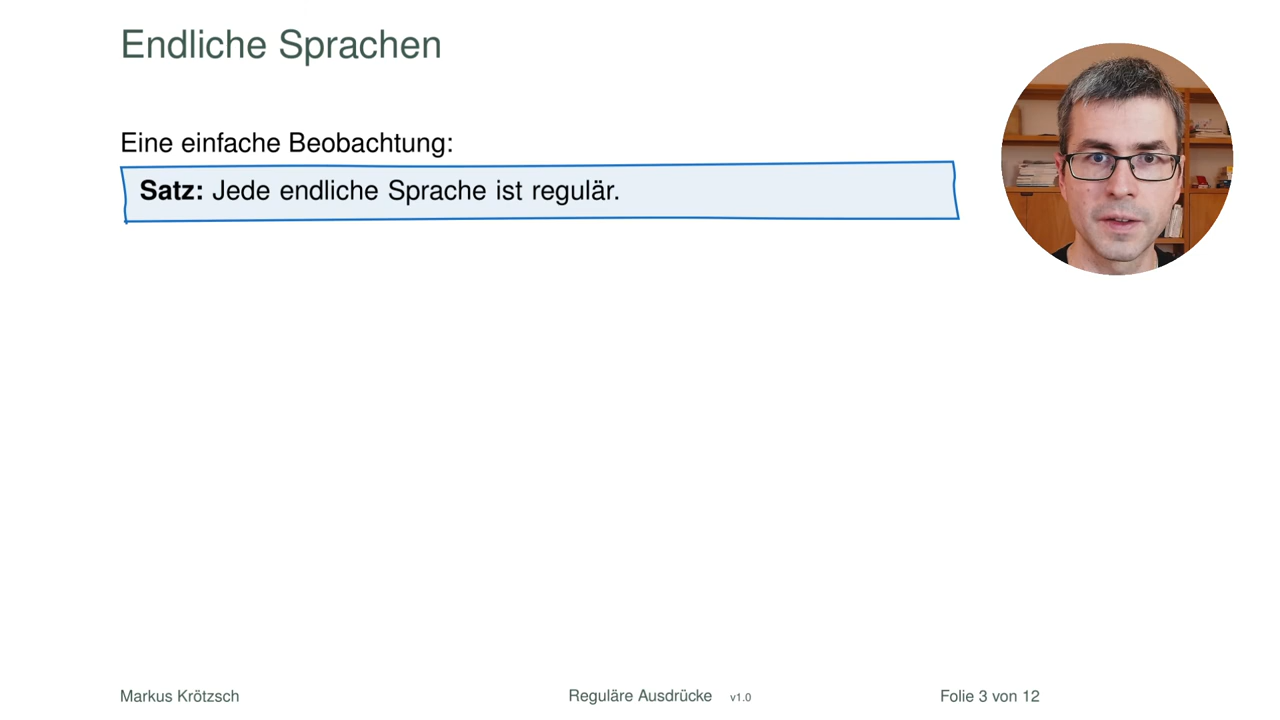 Endliche Sprachen
Eine einfache Beobachtung:
Satz: Jede endliche Sprache ist regulär.
Markus Krötzsch Reguläre Ausdrücke v1.0 Folie 3 von 12